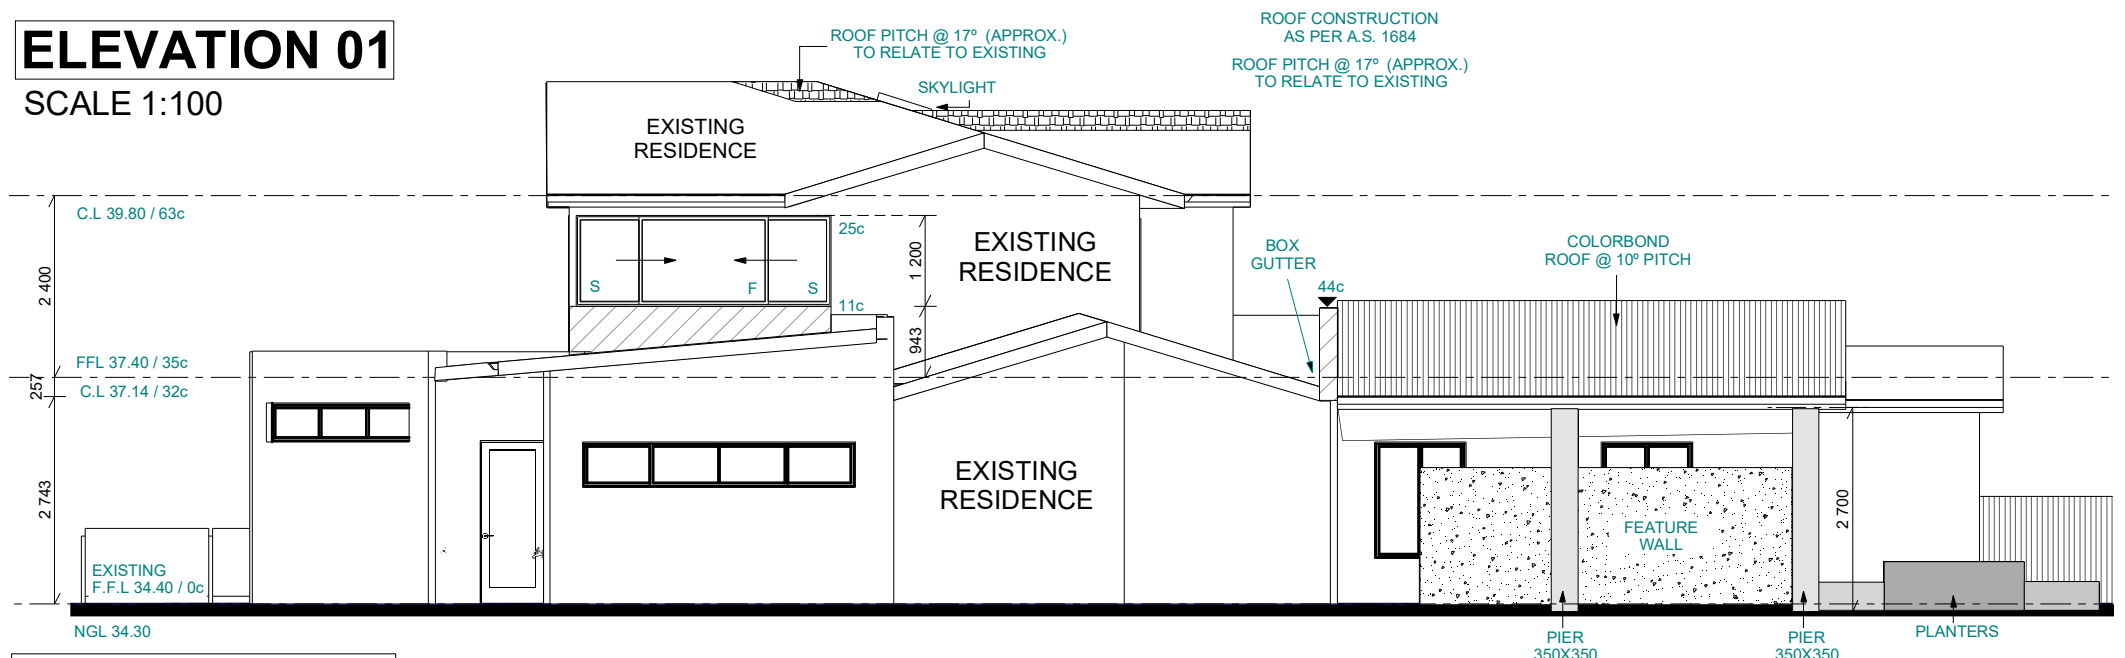 ELEVATION 01
SCALE 1:100
ROOF PITCH @ 17º (APPROX.)
TO RELATE TO EXISTING
ROOF CONSTRUCTION
AS PER A.S. 1684
ROOF PITCH @ 17º (APPROX.)
TO RELATE TO EXISTING
SKYLIGHT
EXISTING
RESIDENCE
C.L 39.80 / 63c
25c
EXISTING
RESIDENCE
BOX
GUTTER
COLORBOND
ROOF @ 10º PITCH
2 400
1 200
S
F
S
11c
44c
943
FFL 37.40 / 35c
257
C.L 37.14 / 32c
2 743
EXISTING
RESIDENCE
2 700
FEATURE
WALL
EXISTING
F.F.L 34.40 / 0c
NGL 34.30
PIER
350X350
PIER
350X350
PLANTERS